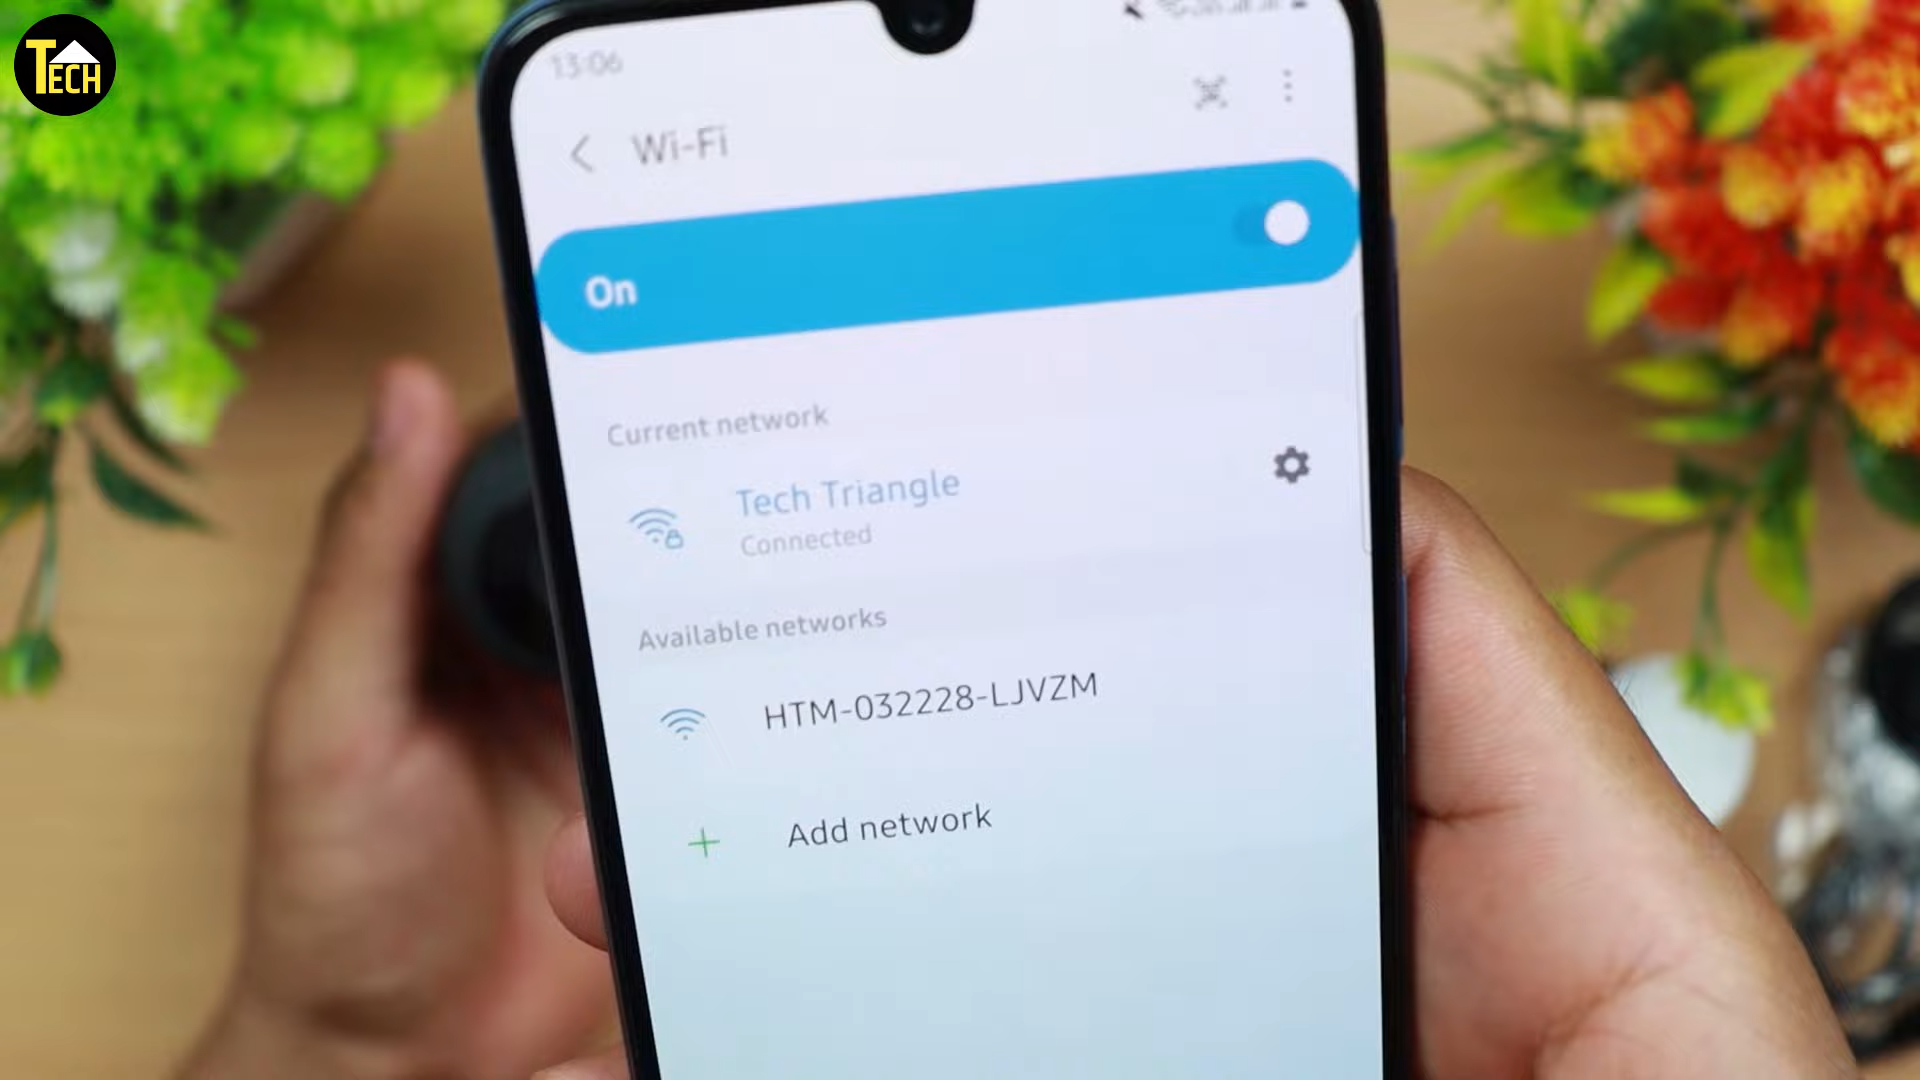 TECH
13:06
Wi-Fi
On
Current network
Tech Triangle
Connected
Available networks
HTM-032228-LJVZM
Add network